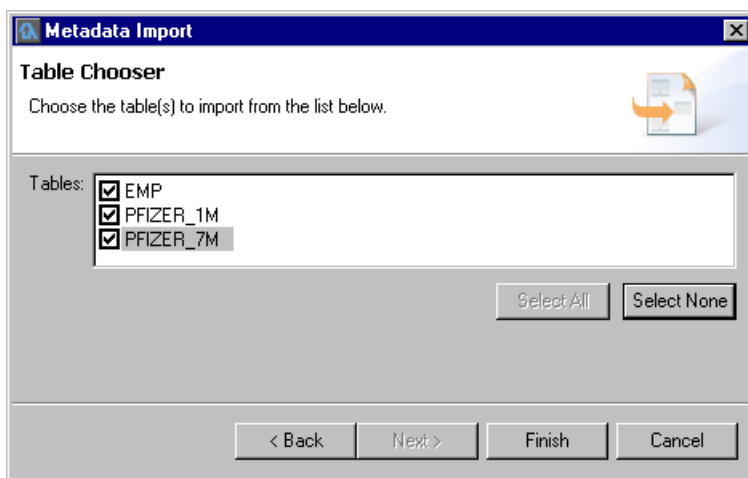 Metadata Import
Table Chooser
Choose the table(s) to import from the list below.
Tables:
EMP
PFIZER_1M
PFIZER_7M
Select All Select None
< Back Next > Finish Cancel